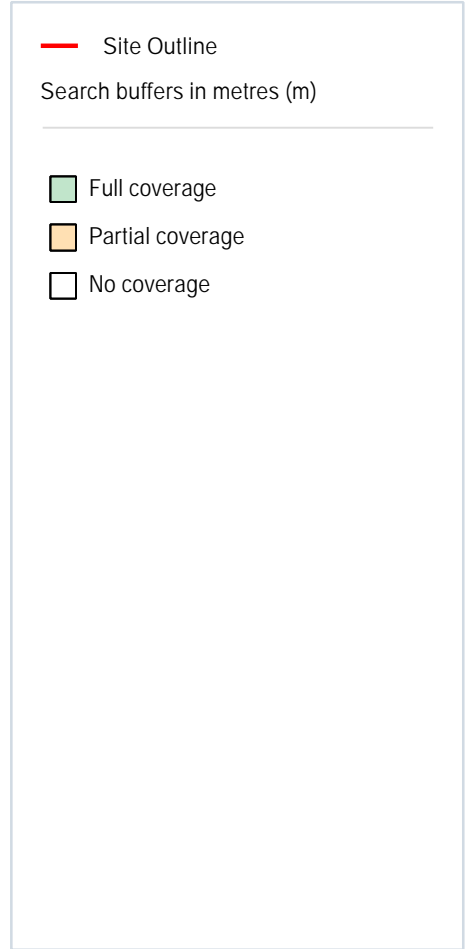 Site Outline
Search buffers in metres (m)
Full coverage
Partial coverage
No coverage